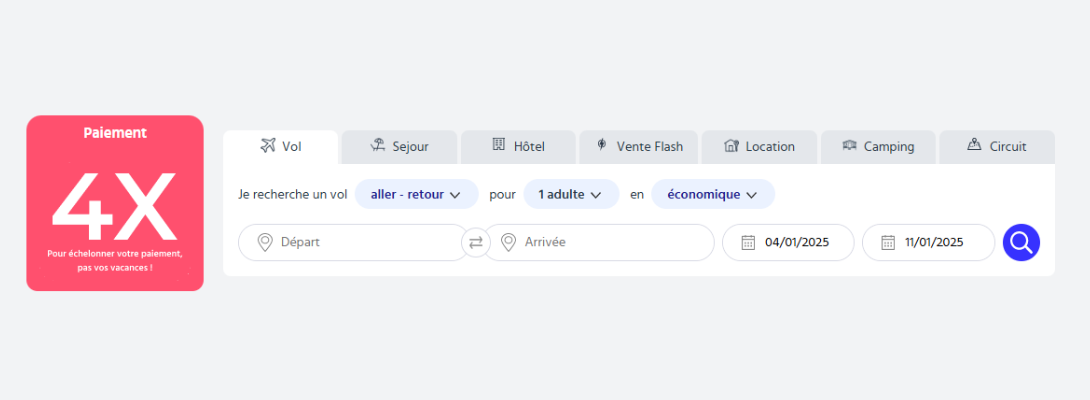 Paiement
4X
Pour échelonner votre paiement,
pas vos vacances !
Vol Sejour Hôtel Vente Flash Location Camping Circuit
Je recherche un vol aller - retour pour 1 adulte en économique
Départ Arrivée 04/01/2025 11/01/2025